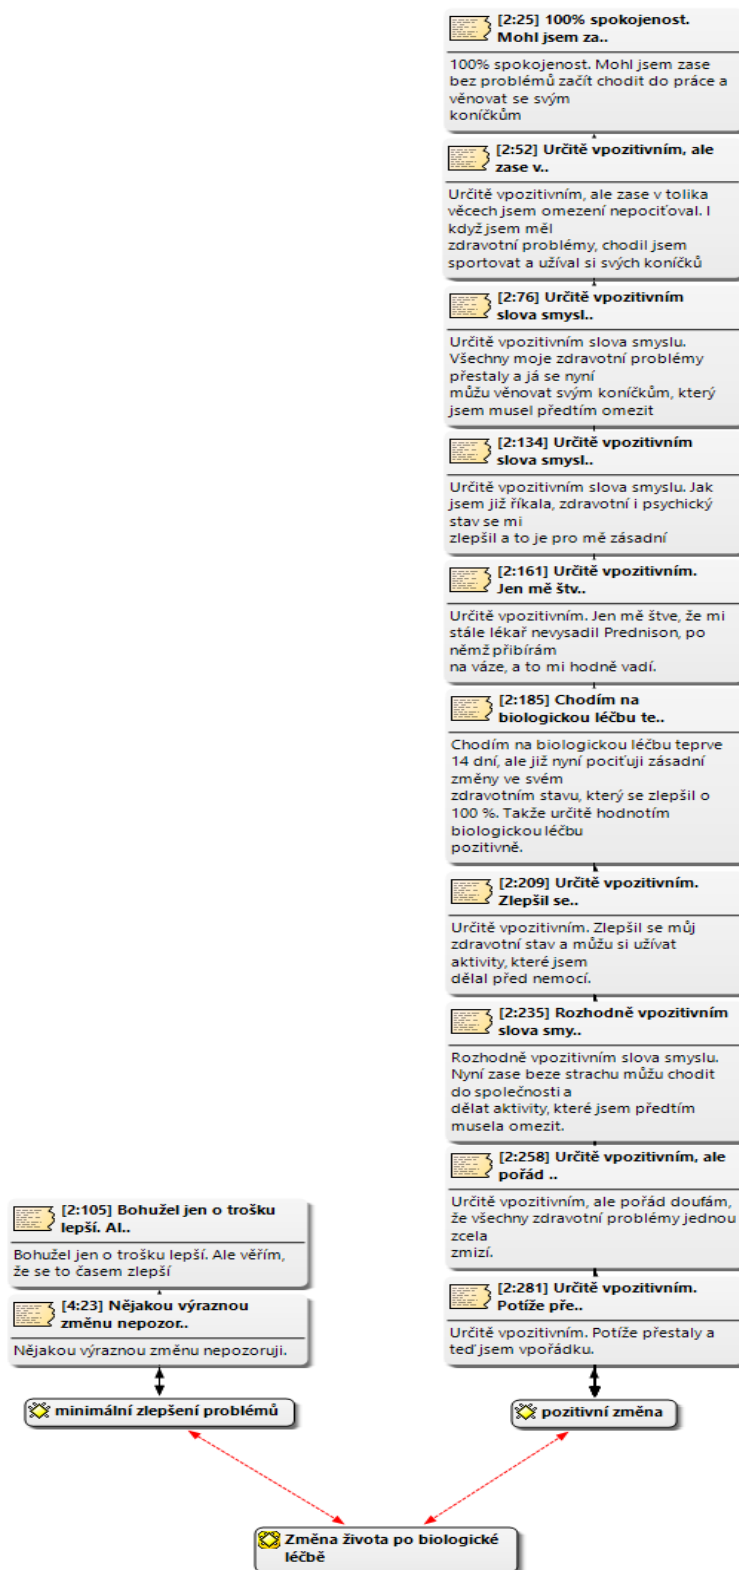 [2:25] 100% spokojenost.
Mohl jsem za..
100% spokojenost. Mohl jsem zase
bez problémů začít chodit do práce a
věnovat se svým
koníčkům
[2:52] Určitě vpozitivním, ale
zase v..
Určitě vpozitivním, ale zase v tolika
věcech jsem omezení nepociťoval. I
když jsem měl
zdravotní problémy, chodil jsem
sportovat a užíval si svých koníčků
[2:76] Určitě vpozitivním
slova smysl..
Určitě vpozitivním slova smyslu.
Všechny moje zdravotní problémy
přestaly a já se nyní
můžu věnovat svým koníčkům, který
jsem musel předtím omezit
[2:134] Určitě vpozitivním
slova smysl..
Určitě vpozitivním slova smyslu. Jak
jsem již říkala, zdravotní i psychický
stav se mi
zlepšil a to je pro mě zásadní
[2:161] Určitě vpozitivním.
Jen mě štv..
Určitě vpozitivním. Jen mě štve, že mi
stále lékař nevysadil Prednison, po
němž přibírám
na váze, a to mi hodně vadí.
[2:185] Chodím na
biologickou léčbu te..
Chodím na biologickou léčbu teprve
14 dní, ale již nyní pociťuji zásadní
změny ve svém
zdravotním stavu, který se zlepšil o
100 %. Takže určitě hodnotím
biologickou léčbu
pozitivně.
[2:209] Určitě vpozitivním.
Zlepšil se..
Určitě vpozitivním. Zlepšil se můj
zdravotní stav a můžu si užívat
aktivity, které jsem
dělal před nemocí.
[2:235] Rozhodně vpozitivním
slova smy..
Rozhodně vpozitivním slova smyslu.
Nyní zase beze strachu můžu chodit
do společnosti a
dělat aktivity, které jsem předtím
musela omezit.
[2:258] Určitě vpozitivním, ale
pořád ..
Určitě vpozitivním, ale pořád doufám,
že všechny zdravotní problémy jednou
zcela
zmizí.
[2:281] Určitě vpozitivním.
Potíže pře..
Určitě vpozitivním. Potíže přestaly a
teď jsem vpořádku.
[2:105] Bohužel jen o trošku
lepší. Al..
Bohužel jen o trošku lepší. Ale věřím,
že se to časem zlepší
[4:23] Nějakou výraznou
změnu nepozor..
Nějakou výraznou změnu nepozoruji.
minimální zlepšení problémů
pozitivní změna
Změna života po biologické
léčbě